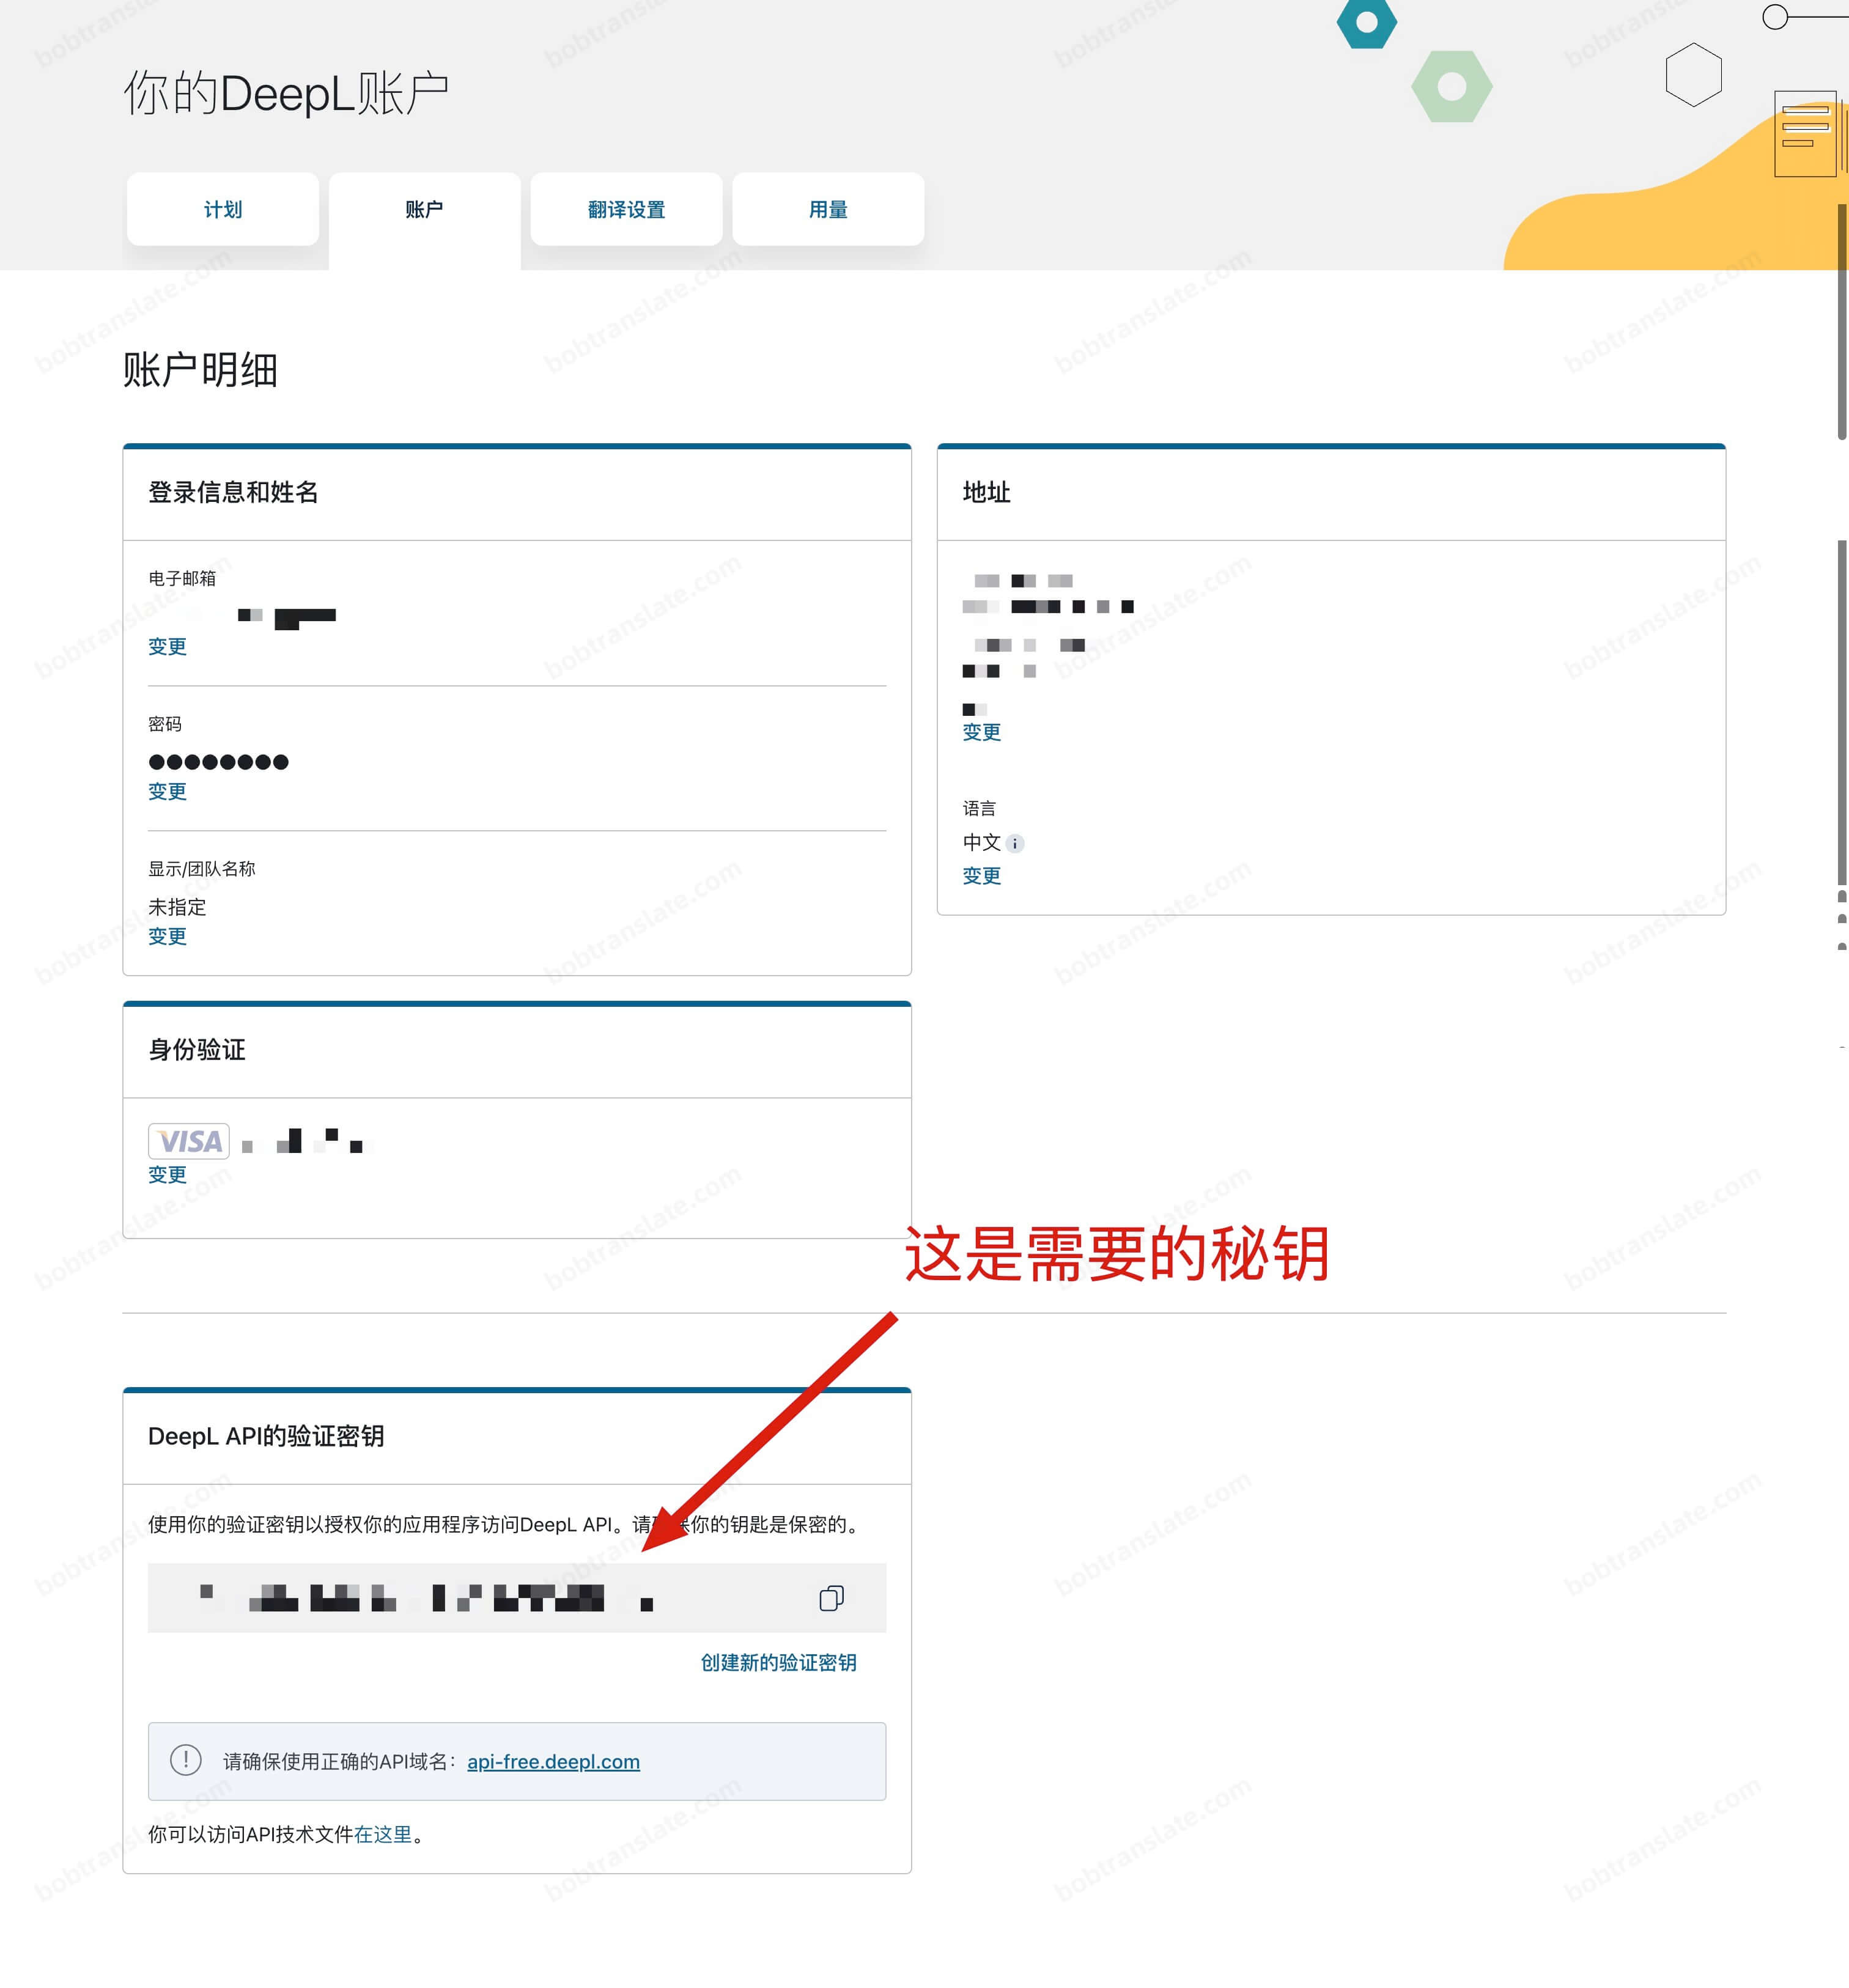 你的DeepL账户
计划
账户
翻译设置
用量
账户明细
登录信息和姓名
电子邮箱
变更
密码
●●●●●●●●
变更
显示/团队名称
未指定
变更
地址
变更
语言
中文
变更
身份验证
VISA
变更
这是需要的秘钥
DeepL API的验证密钥
使用你的验证密钥以授权你的应用程序访问DeepL API。请 保你的钥匙是保密的。
创建新的验证密钥
请确保使用正确的API域名：api-free.deepl.com
你可以访问API技术文件在这里。
bobtranslate.com